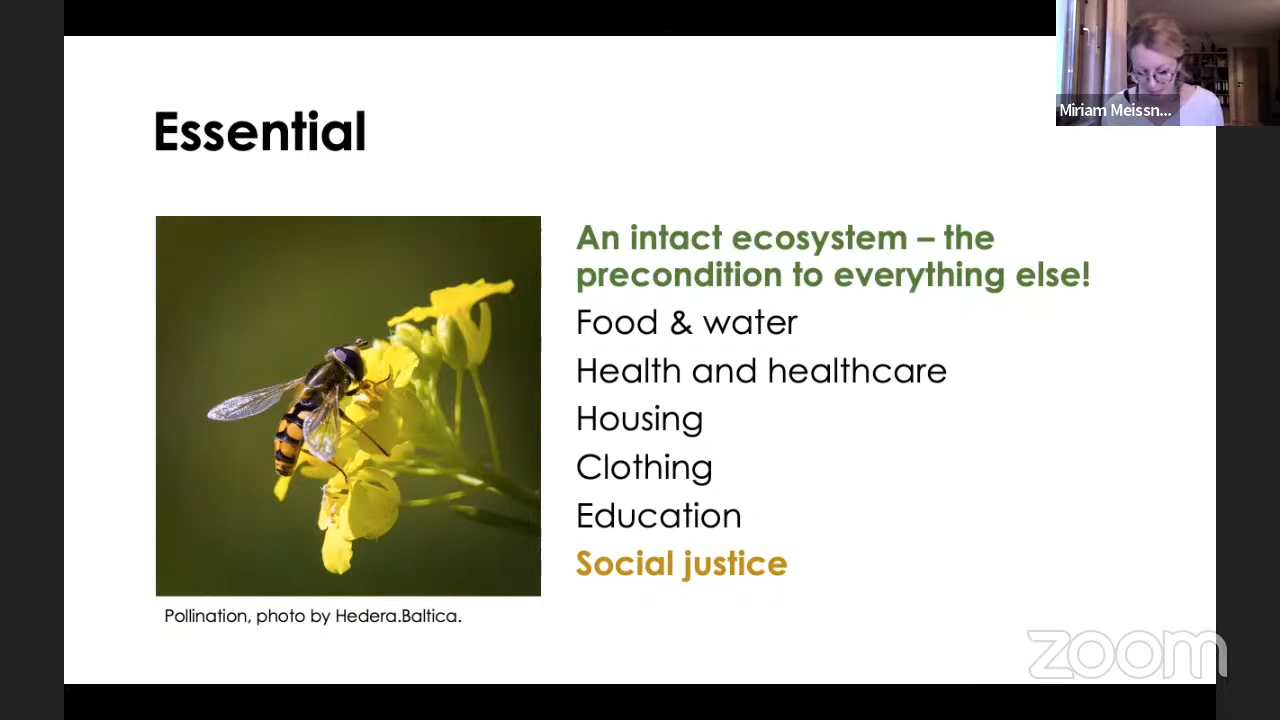 Miriam Meissn...
Essential
An intact ecosystem – the
precondition to everything else!
Food & water
Health and healthcare
Housing
Clothing
Education
Social justice
Pollination, photo by Hedera.Baltica.
zoom